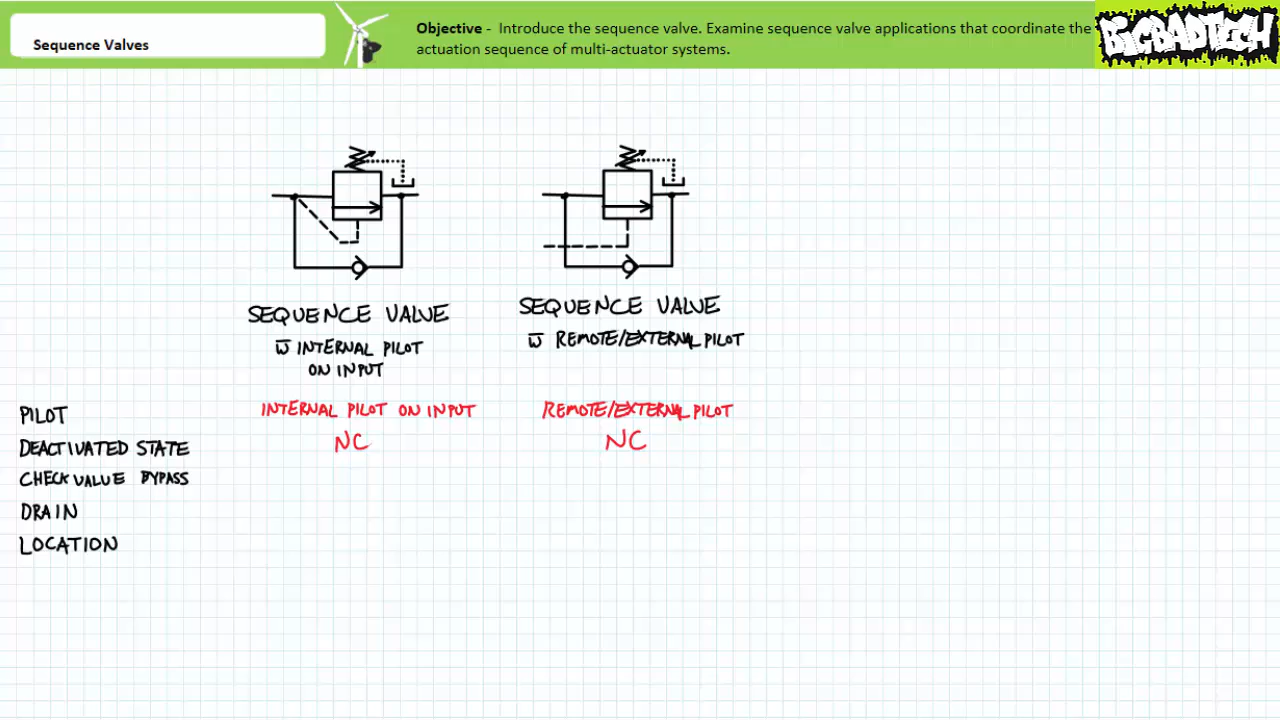 Sequence Valves
Objective - Introduce the sequence valve. Examine sequence valve applications that coordinate the
actuation sequence of multi-actuator systems.
BIGBADTECH
SEQUENCE VALVE
w̅ INTERNAL PILOT
ON INPUT
SEQUENCE VALVE
w̅ REMOTE/EXTERNAL PILOT
PILOT
INTERNAL PILOT ON INPUT
REMOTE/EXTERNAL PILOT
DEACTIVATED STATE
NC
NC
CHECK VALVE BYPASS
DRAIN
LOCATION